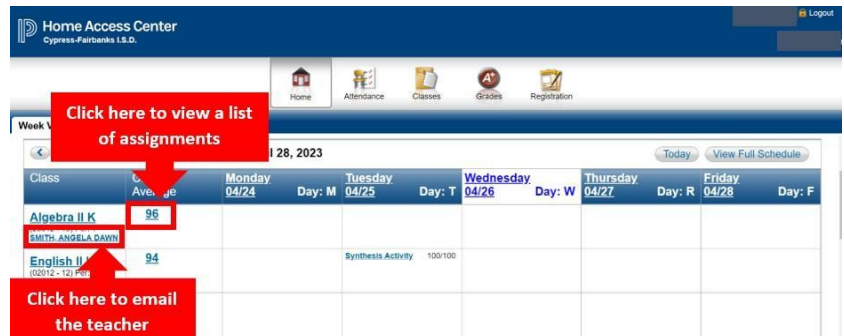 Home Access Center
Cypress-Fairbanks I.S.D.
Logout
Home Attendance Classes Grades Registration
Click here to view a list
of assignments
Week
28, 2023
Today View Full Schedule
Class Monday Tuesday Wednesday Thursday Friday
04/24 Day: M 04/25 Day: T 04/26 Day: W 04/27 Day: R 04/28 Day: F
Algebra II K 96
SMITH, ANGELA DAWN
English II 94 Synthesis Activity 100/100
(02012 - 12) Per
Click here to email
the teacher